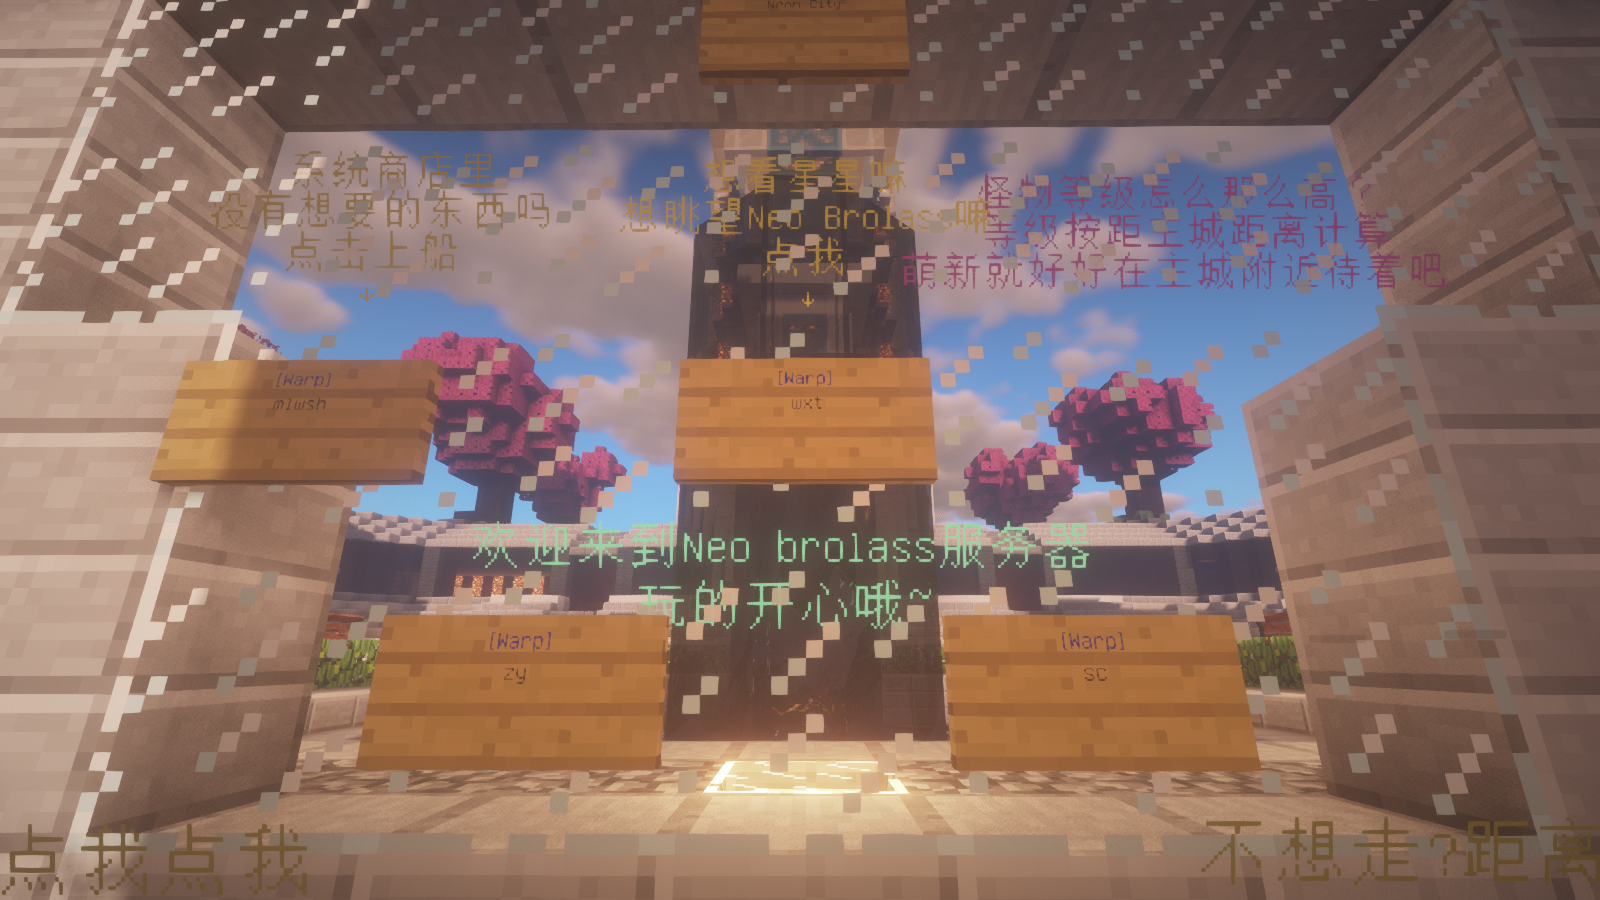 Neon City
系统商店里
没有想要的东西吗
点击上船
↓
想看星星嘛
想眺望Neo Brolass嘛
点我
↓
怪物等级怎么那么高？
等级按距主城距离计算
萌新就好好在主城附近待着吧
[Warp]
mlwsh
[Warp]
wxt
欢迎来到Neo brolass服务器
玩的开心哦~
[Warp]
zy
[Warp]
sc
点我点我
不想走?距离